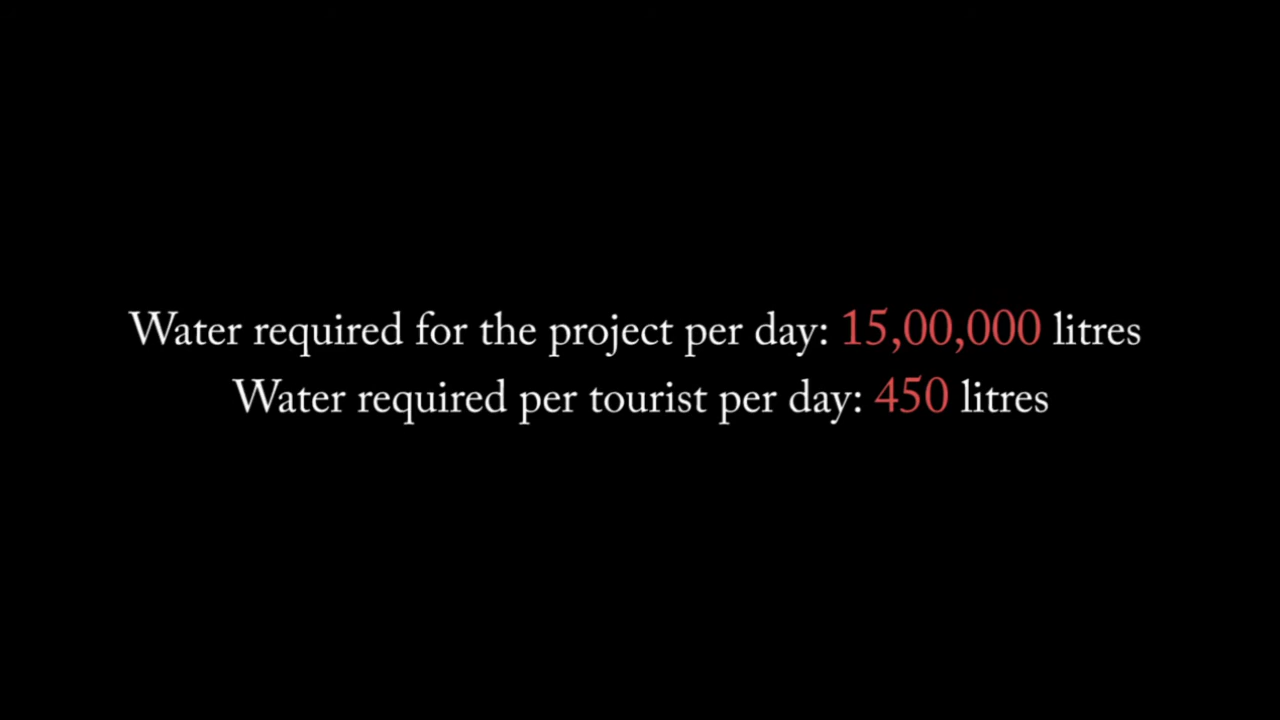 Water required for the project per day: 15,00,000 litres
Water required per tourist per day: 450 litres